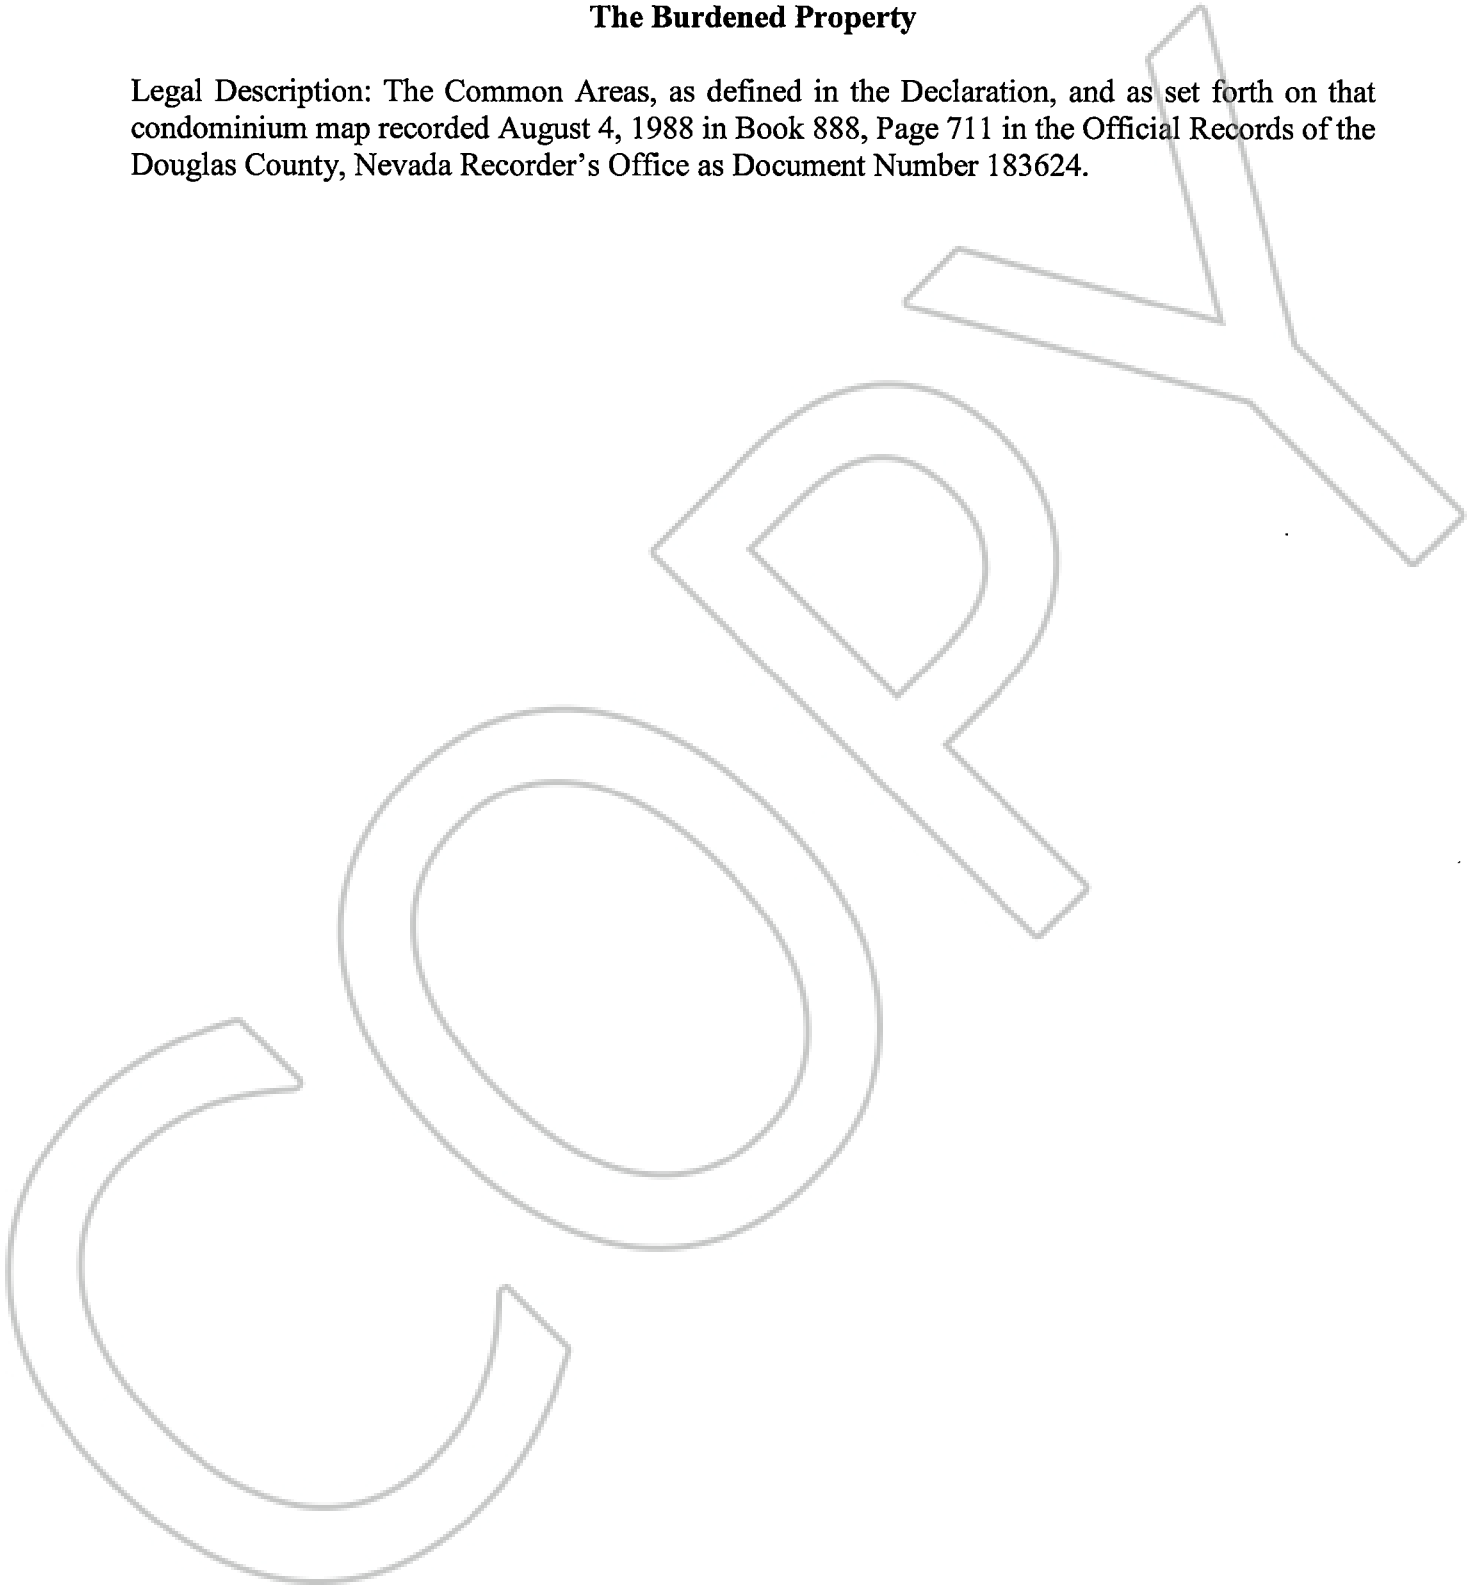 The Burdened Property
Legal Description: The Common Areas, as defined in the Declaration, and as set forth on that
condominium map recorded August 4, 1988 in Book 888, Page 711 in the Official Records of the
Douglas County, Nevada Recorder’s Office as Document Number 183624.
COPY